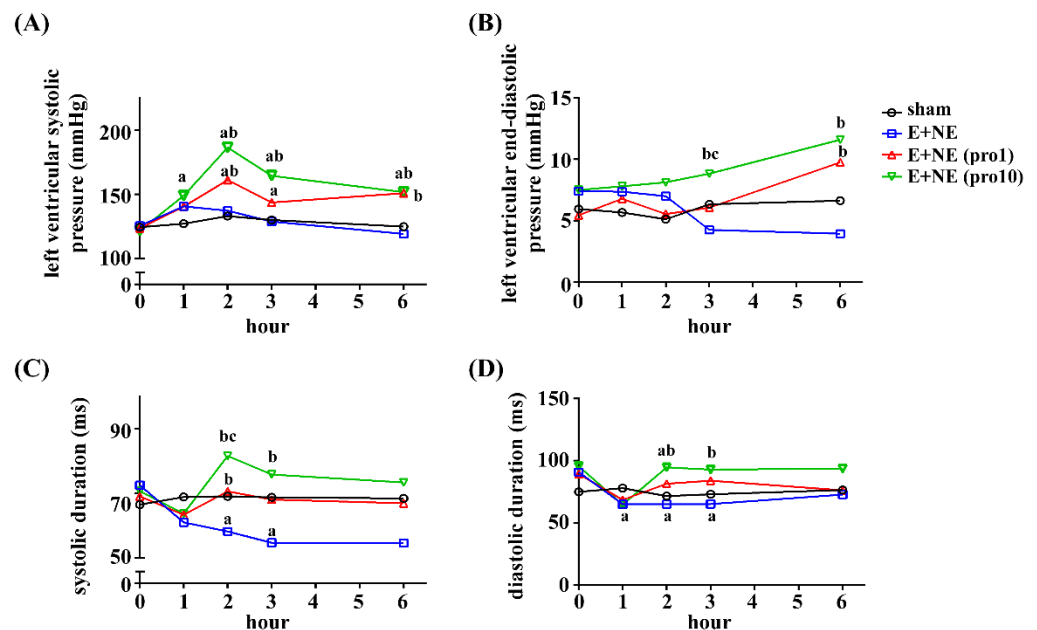 (A)
left ventricular systolic
pressure (mmHg)
200
150
100
0
a
ab
ab
ab
a
ab
b
0 1 2 3 4 5 6
hour
(B)
left ventricular end-diastolic
pressure (mmHg)
15
10
5
0
bc
b
b
0 1 2 3 4 5 6
hour
sham
E+NE
E+NE (pro1)
E+NE (pro10)
(C)
systolic duration (ms)
90
70
50
0
bc
b
b
a
a
0 1 2 3 4 5 6
hour
(D)
diastolic duration (ms)
150
100
50
0
ab
b
a
a
a
0 1 2 3 4 5 6
hour